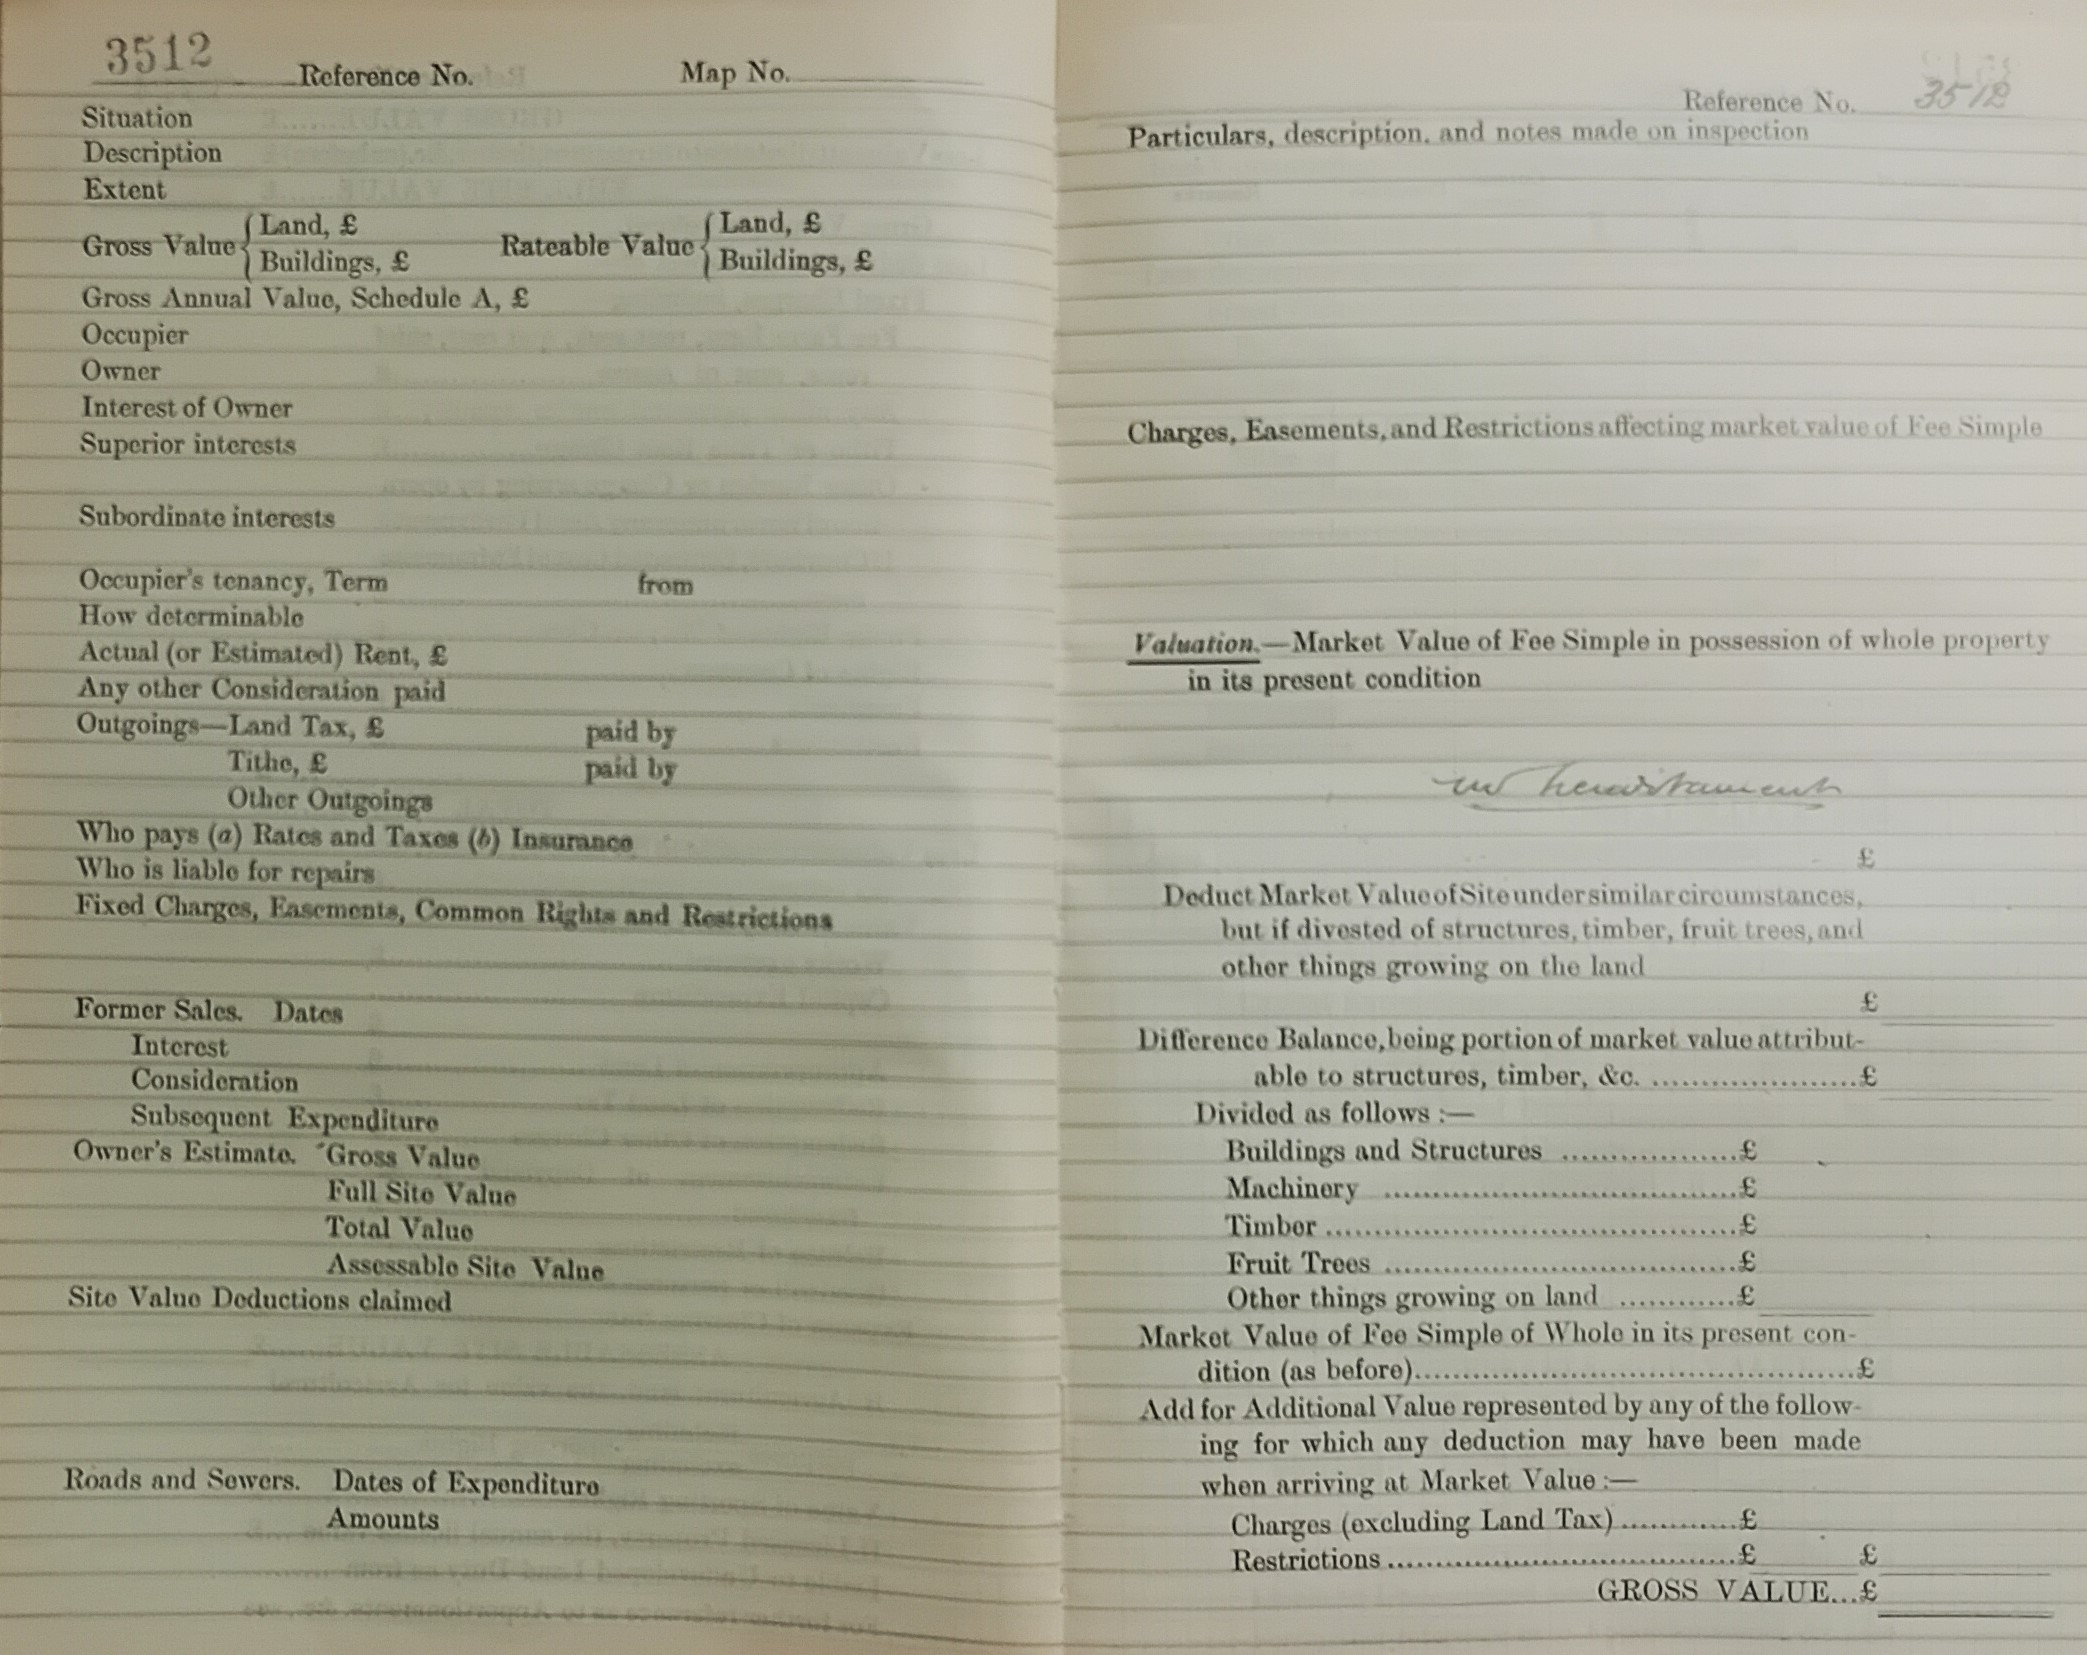 3512 Reference No. Map No.
Situation
Description
Extent
Gross Value { Land, £ Rateable Value { Land, £
Buildings, £ Buildings, £
Gross Annual Value, Schedule A, £
Occupier
Owner
Interest of Owner
Superior interests
Subordinate interests
Occupier's tenancy, Term from
How determinable
Actual (or Estimated) Rent, £
Any other Consideration paid
Outgoings—Land Tax, £ paid by
Tithe, £ paid by
Other Outgoings
Who pays (a) Rates and Taxes (b) Insurance
Who is liable for repairs
Fixed Charges, Easements, Common Rights and Restrictions
Former Sales. Dates
Interest
Consideration
Subsequent Expenditure
Owner's Estimate. Gross Value
Full Site Value
Total Value
Assessable Site Value
Site Value Deductions claimed
Roads and Sewers. Dates of Expenditure
Amounts
Reference No. 3512
Particulars, description, and notes made on inspection
Charges, Easements, and Restrictions affecting market value of Fee Simple
Valuation.—Market Value of Fee Simple in possession of whole property
in its present condition
hereditament
£
Deduct Market Value of Site under similar circumstances,
but if divested of structures, timber, fruit trees, and
other things growing on the land
£
Difference Balance, being portion of market value attribut-
able to structures, timber, &c. ......................£
Divided as follows :—
Buildings and Structures ...................£
Machinery .....................................£
Timber ...........................................£
Fruit Trees .....................................£
Other things growing on land ............£
Market Value of Fee Simple of Whole in its present con-
dition (as before)..............................................£
Add for Additional Value represented by any of the follow-
ing for which any deduction may have been made
when arriving at Market Value :—
Charges (excluding Land Tax) ............£
Restrictions ....................................£ £
GROSS VALUE...£